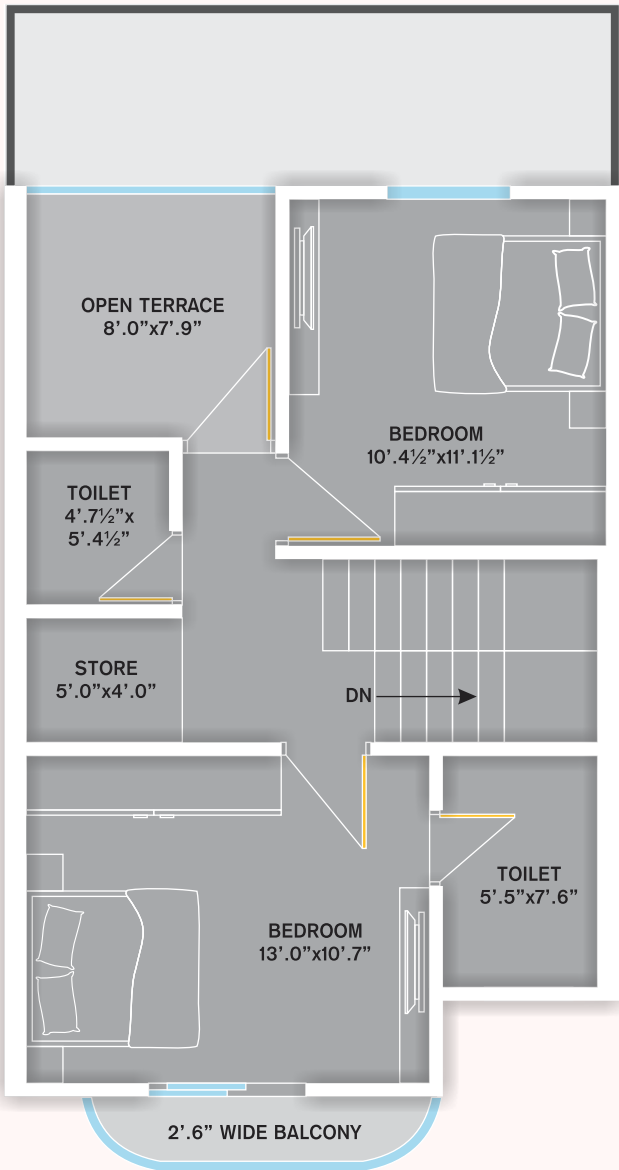 OPEN TERRACE
8’.0”x7’.9”
BEDROOM
10’.4½”x11’.1½”
TOILET
4’.7½”x
5’.4½”
STORE
5’.0”x4’.0”
DN
TOILET
5’.5”x7’.6”
BEDROOM
13’.0”x10’.7”
2’.6” WIDE BALCONY